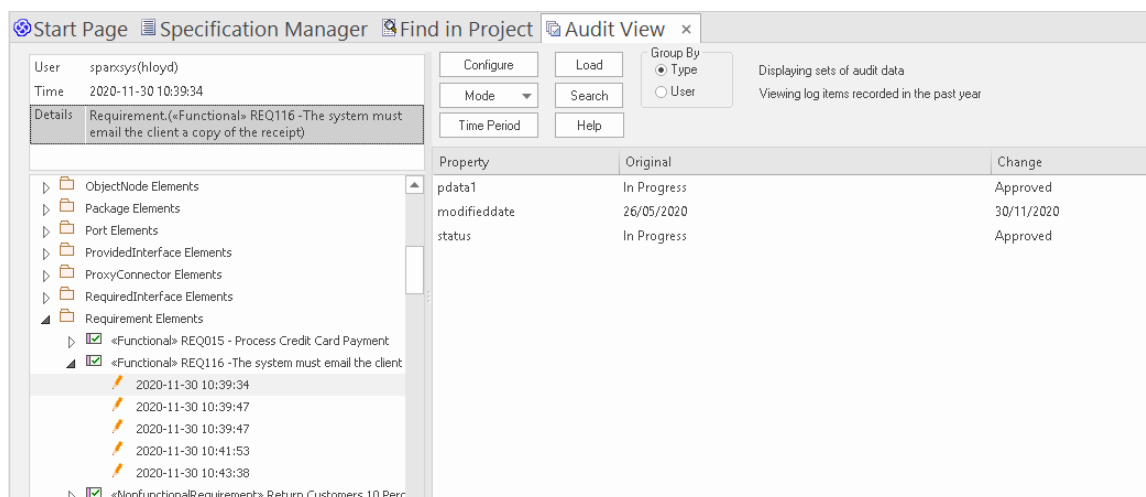 Start Page Specification Manager Find in Project Audit View ×
User sparxsys(hloyd)
Time 2020-11-30 10:39:34
Details Requirement.(«Functional» REQ116 -The system must
email the client a copy of the receipt)
ObjectNode Elements
Package Elements
Port Elements
ProvidedInterface Elements
ProxyConnector Elements
RequiredInterface Elements
Requirement Elements
«Functional» REQ015 - Process Credit Card Payment
«Functional» REQ116 -The system must email the client
2020-11-30 10:39:34
2020-11-30 10:39:47
2020-11-30 10:39:47
2020-11-30 10:41:53
2020-11-30 10:43:38
«NonfunctionalRequirement» Return Customers 10 Perc
Configure Load
Mode Search
Time Period Help
Group By
Type
User
Displaying sets of audit data
Viewing log items recorded in the past year
Property Original Change
pdata1 In Progress Approved
modifieddate 26/05/2020 30/11/2020
status In Progress Approved